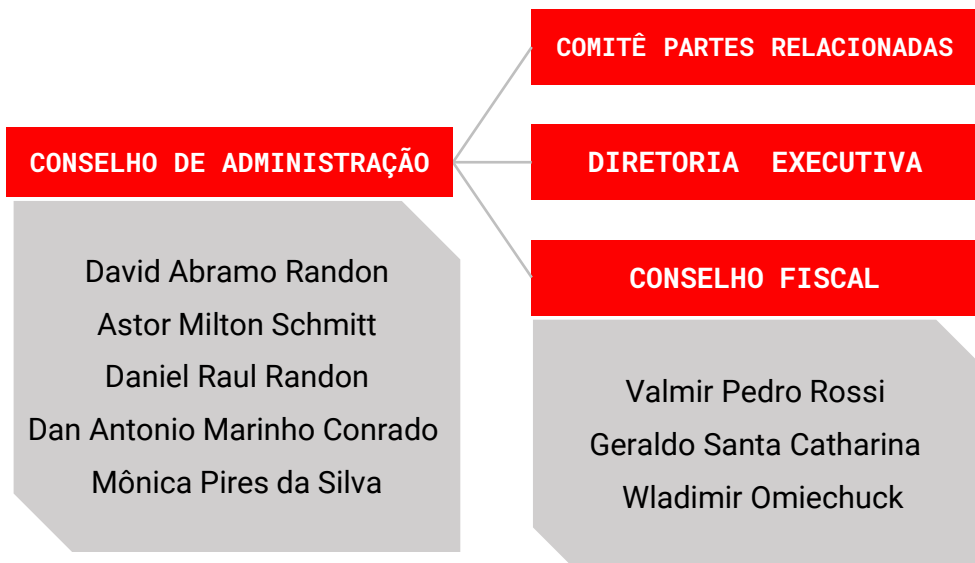 COMITÊ PARTES RELACIONADAS
CONSELHO DE ADMINISTRAÇÃO
DIRETORIA EXECUTIVA
CONSELHO FISCAL
David Abramo Randon
Astor Milton Schmitt
Daniel Raul Randon
Dan Antonio Marinho Conrado
Mônica Pires da Silva
Valmir Pedro Rossi
Geraldo Santa Catharina
Wladimir Omiechuck